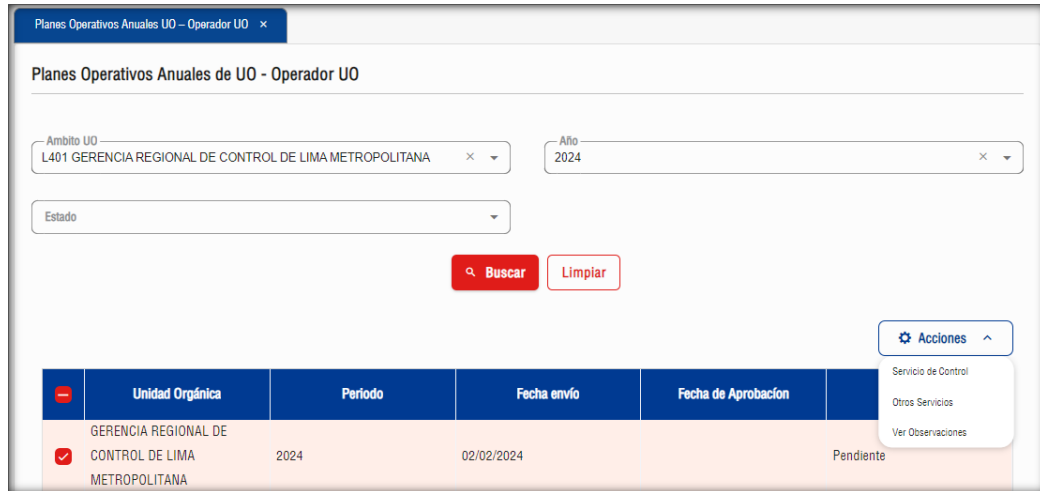 Planes Operativos Anuales UO – Operador UO ×
Planes Operativos Anuales de UO - Operador UO
Ambito UO
L401 GERENCIA REGIONAL DE CONTROL DE LIMA METROPOLITANA ×
Año
2024 ×
Estado
Buscar
Limpiar
Acciones
Servicio de Control
Otros Servicios
Ver Observaciones
Unidad Orgánica Periodo Fecha envío Fecha de Aprobacíon
GERENCIA REGIONAL DE
CONTROL DE LIMA
METROPOLITANA
2024 02/02/2024 Pendiente